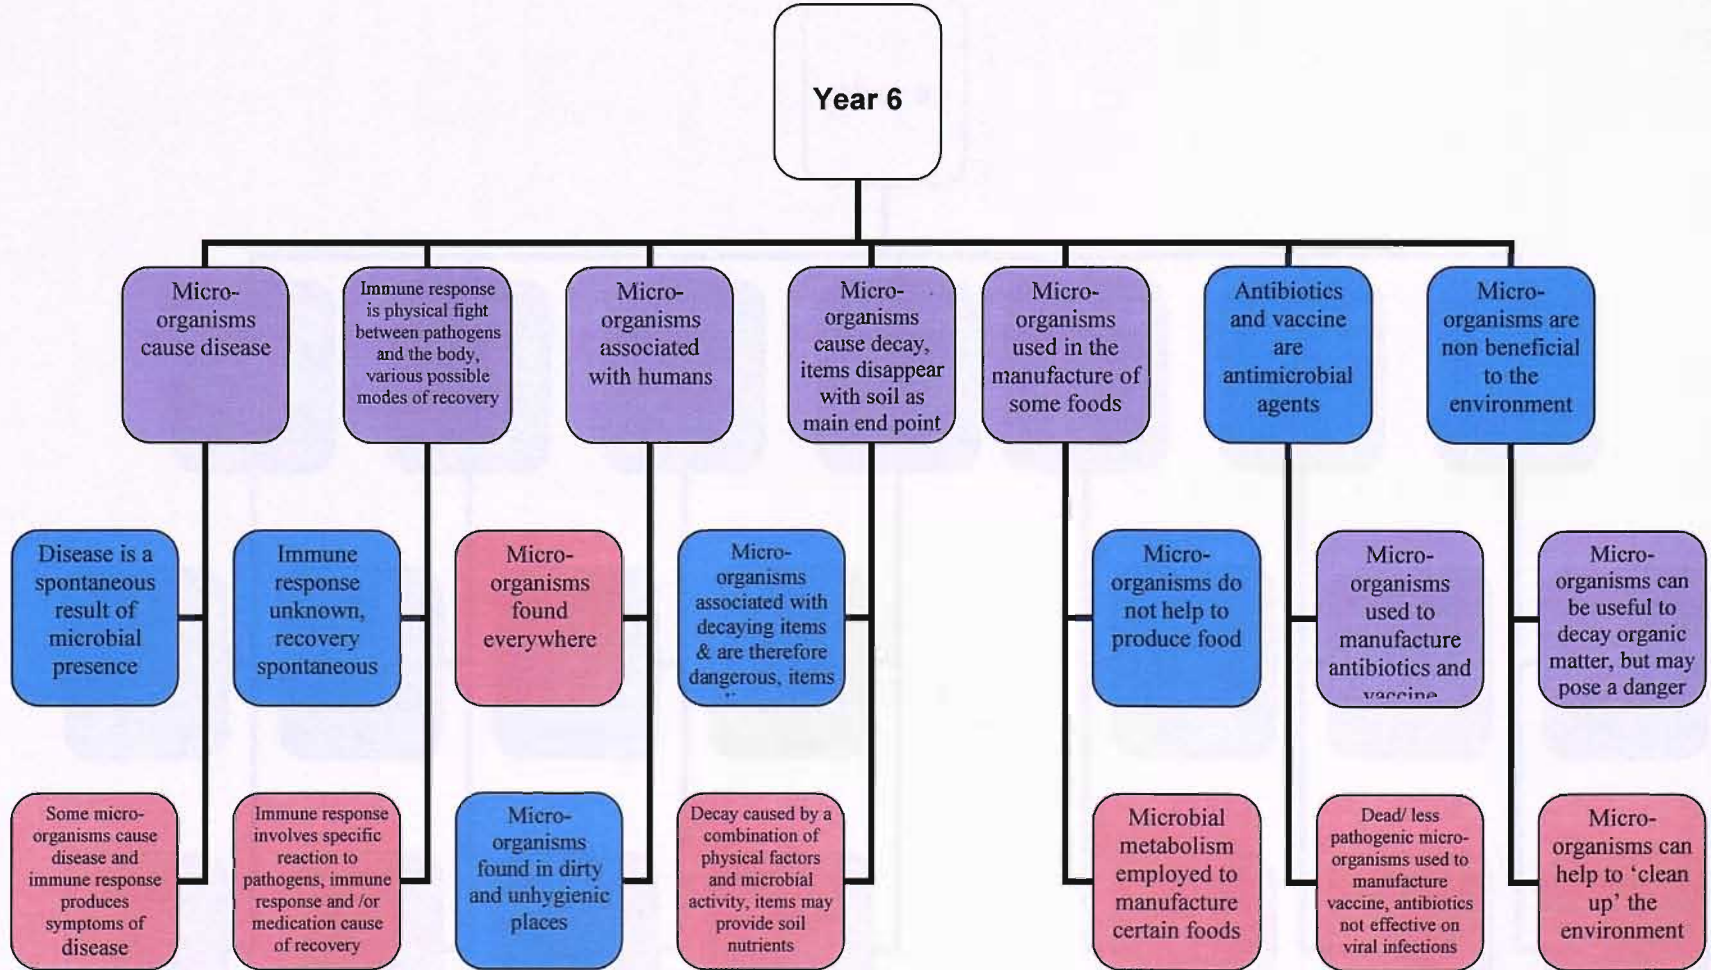 Year 6
Micro-
organisms
cause disease
Immune response
is physical fight
between pathogens
and the body,
various possible
modes of recovery
Micro-
organisms
associated
with humans
Micro-
organisms
cause decay,
items disappear
with soil as
main end point
Micro-
organisms
used in the
manufacture of
some foods
Antibiotics
and vaccine
are
antimicrobial
agents
Micro-
organisms are
non beneficial
to the
environment
Disease is a
spontaneous
result of
microbial
presence
Immune
response
unknown,
recovery
spontaneous
Micro-
organisms
found
everywhere
Micro-
organisms
associated with
decaying items
& are therefore
dangerous, items
Micro-
organisms do
not help to
produce food
Micro-
organisms
used to
manufacture
antibiotics and
vaccine
Micro-
organisms can
be useful to
decay organic
matter, but may
pose a danger
Some micro-
organisms cause
disease and
immune response
produces
symptoms of
disease
Immune response
involves specific
reaction to
pathogens, immune
response and /or
medication cause
of recovery
Micro-
organisms
found in dirty
and unhygienic
places
Decay caused by a
combination of
physical factors
and microbial
activity, items may
provide soil
nutrients
Microbial
metabolism
employed to
manufacture
certain foods
Dead/ less
pathogenic micro-
organisms used to
manufacture
vaccine, antibiotics
not effective on
viral infections
Micro-
organisms can
help to ‘clean
up’ the
environment